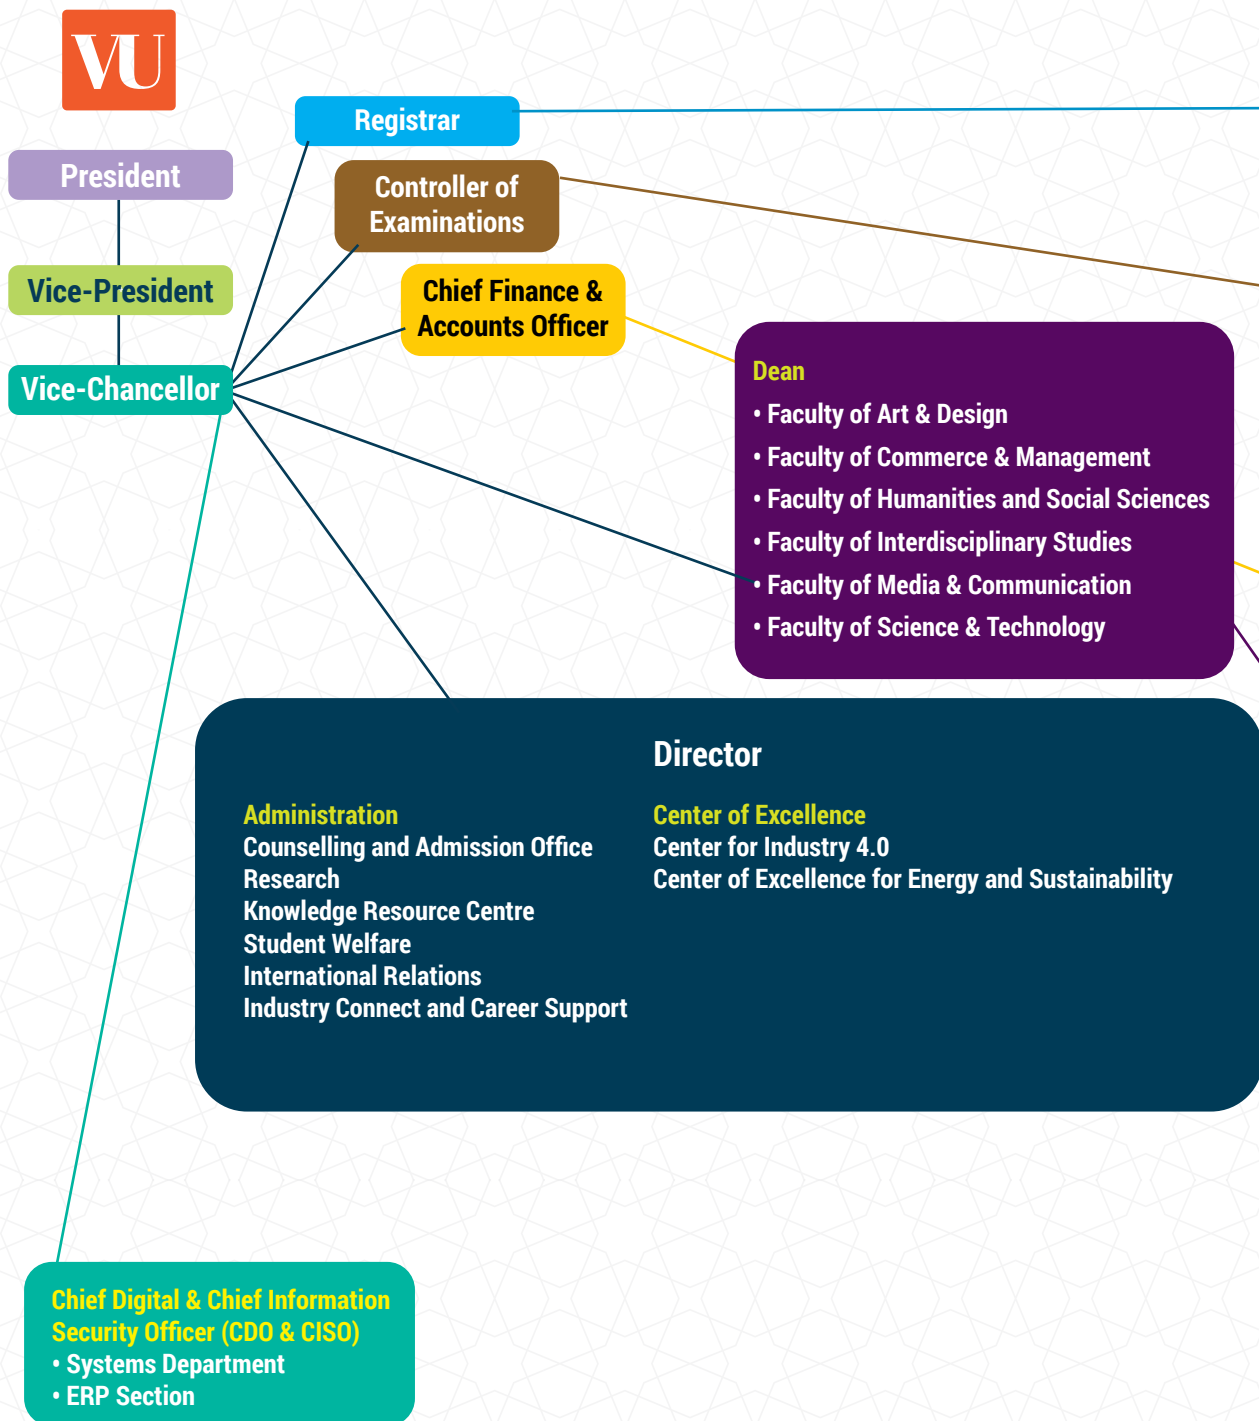 VU
Registrar
President
Controller of
Examinations
Vice-President
Chief Finance &
Accounts Officer
Vice-Chancellor
Dean
• Faculty of Art & Design
• Faculty of Commerce & Management
• Faculty of Humanities and Social Sciences
• Faculty of Interdisciplinary Studies
• Faculty of Media & Communication
• Faculty of Science & Technology
Director
Administration
Counselling and Admission Office
Research
Knowledge Resource Centre
Student Welfare
International Relations
Industry Connect and Career Support
Center of Excellence
Center for Industry 4.0
Center of Excellence for Energy and Sustainability
Chief Digital & Chief Information
Security Officer (CDO & CISO)
• Systems Department
• ERP Section